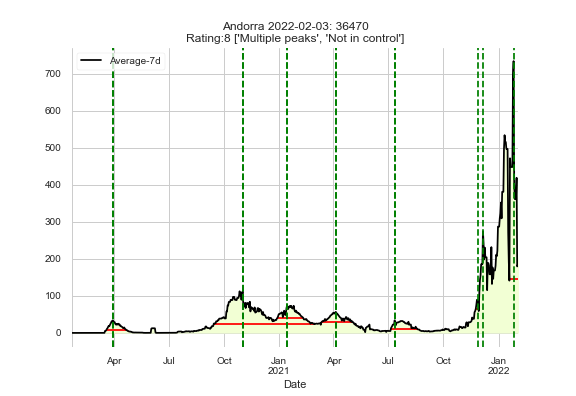 Andorra 2022-02-03: 36470
Rating:8 ['Multiple peaks', 'Not in control']
Average-7d
700
600
500
400
300
200
100
0
Apr Jul Oct Jan Apr Jul Oct Jan
2021 2022
Date